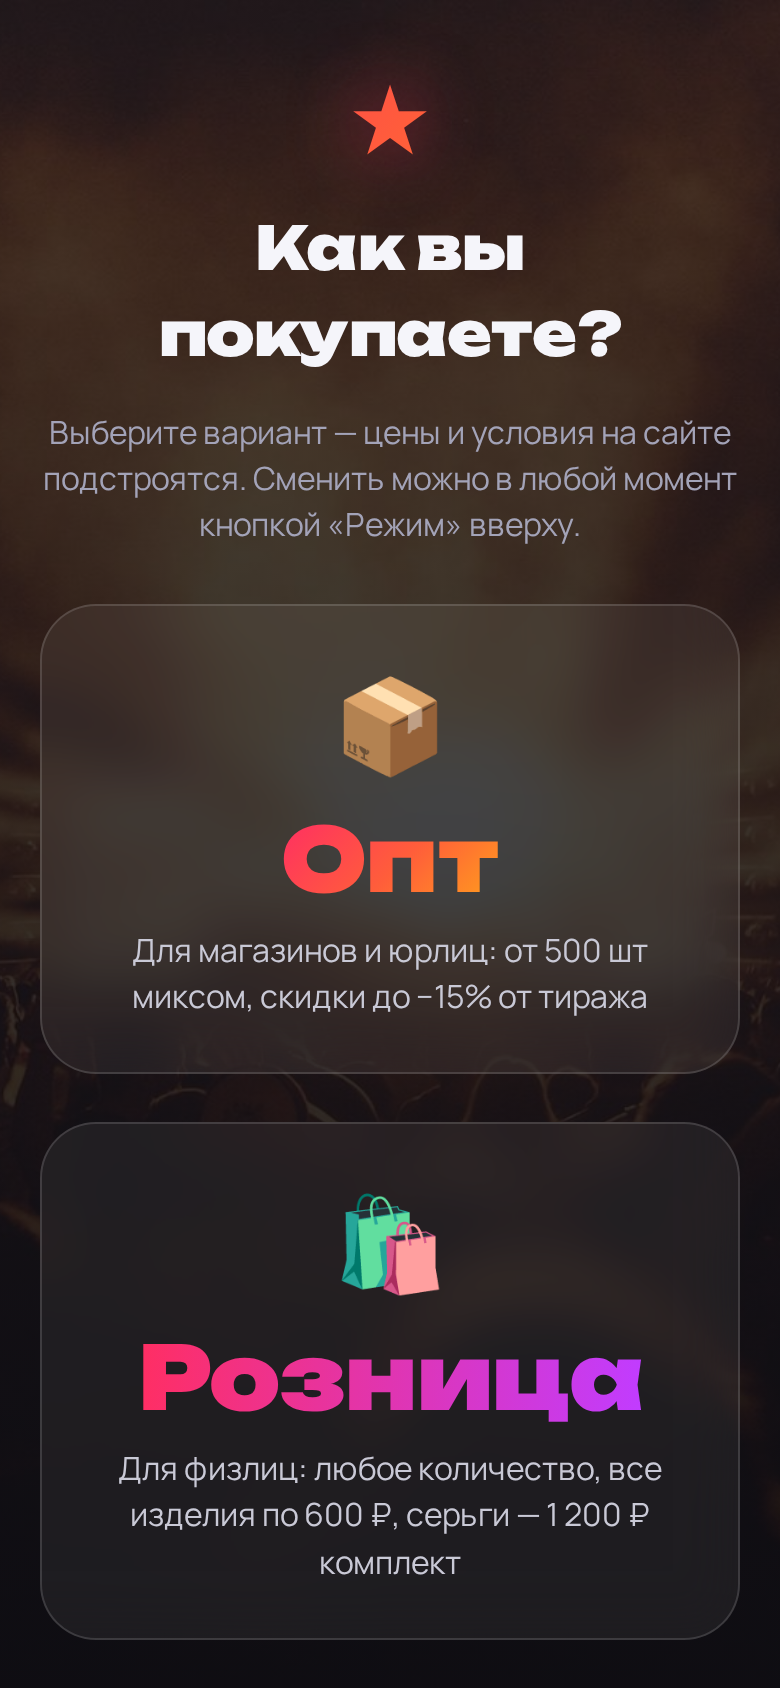 Как вы
покупаете?
Выберите вариант — цены и условия на сайте
подстроятся. Сменить можно в любой момент
кнопкой «Режим» вверху.
Опт
Для магазинов и юрлиц: от 500 шт
миксом, скидки до −15% от тиража
Розница
Для физлиц: любое количество, все
изделия по 600 ₽, серьги — 1 200 ₽
комплект